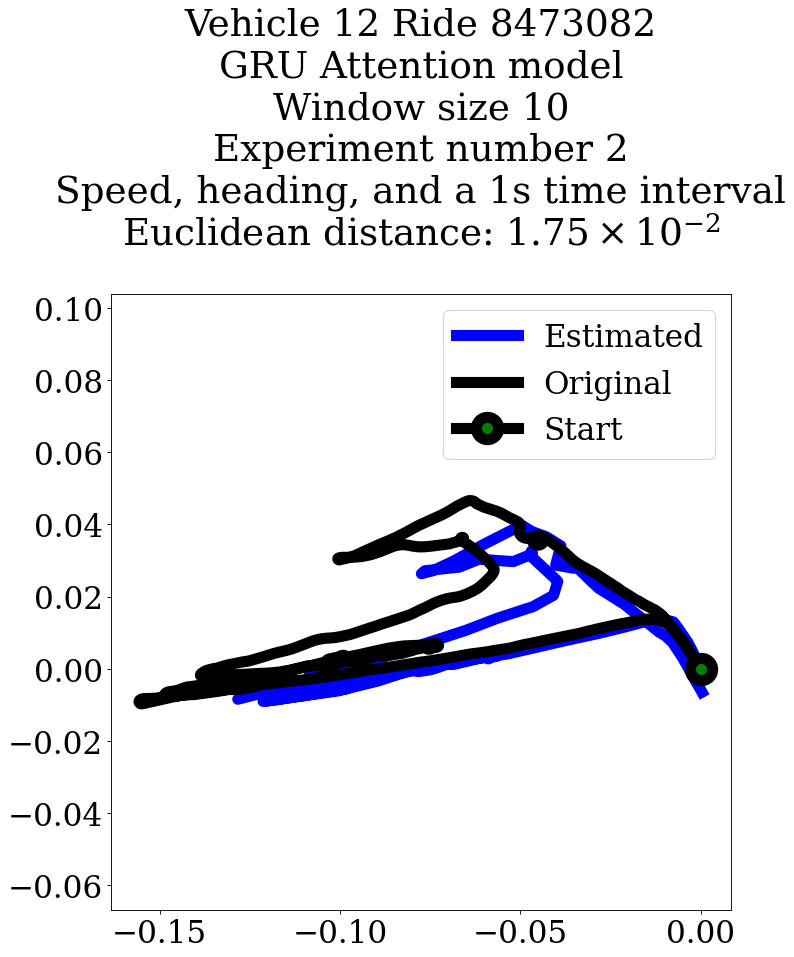 Vehicle 12 Ride 8473082
GRU Attention model
Window size 10
Experiment number 2
Speed, heading, and a 1s time interval
Euclidean distance: 1.75 × 10⁻²
Estimated
Original
Start
0.10
0.08
0.06
0.04
0.02
0.00
−0.02
−0.04
−0.06
−0.15
−0.10
−0.05
0.00